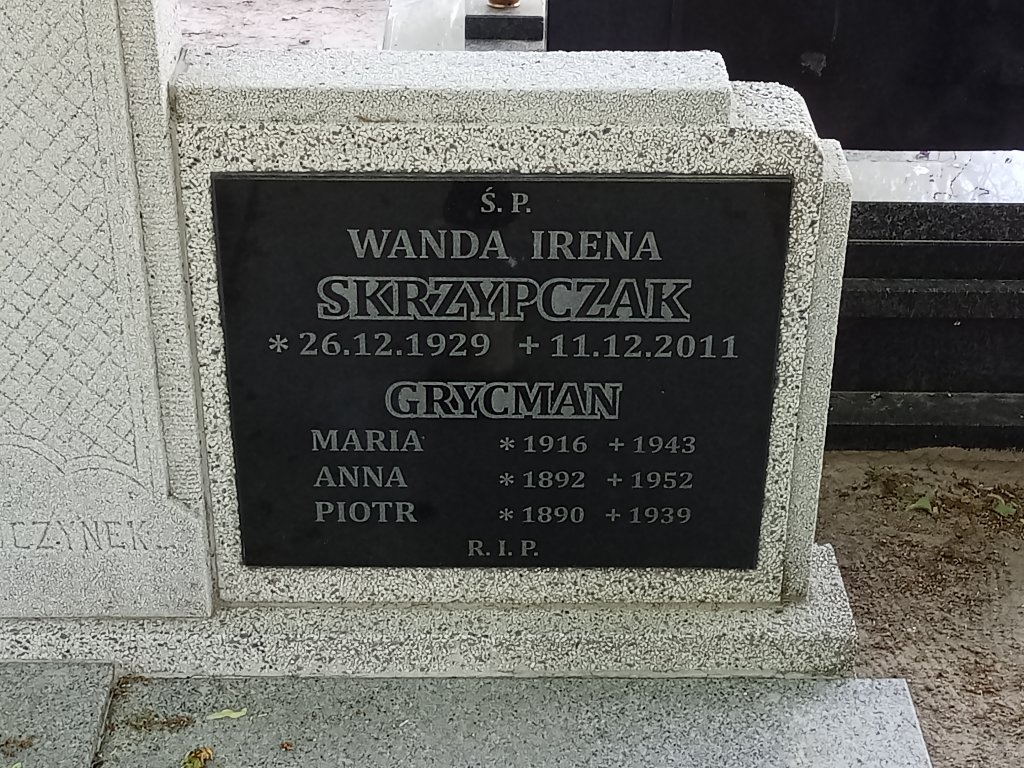 Ś. P.
WANDA IRENA
SKRZYPCZAK
* 26.12.1929 + 11.12.2011
GRYCMAN
MARIA * 1916 + 1943
ANNA * 1892 + 1952
PIOTR * 1890 + 1939
R. I. P.